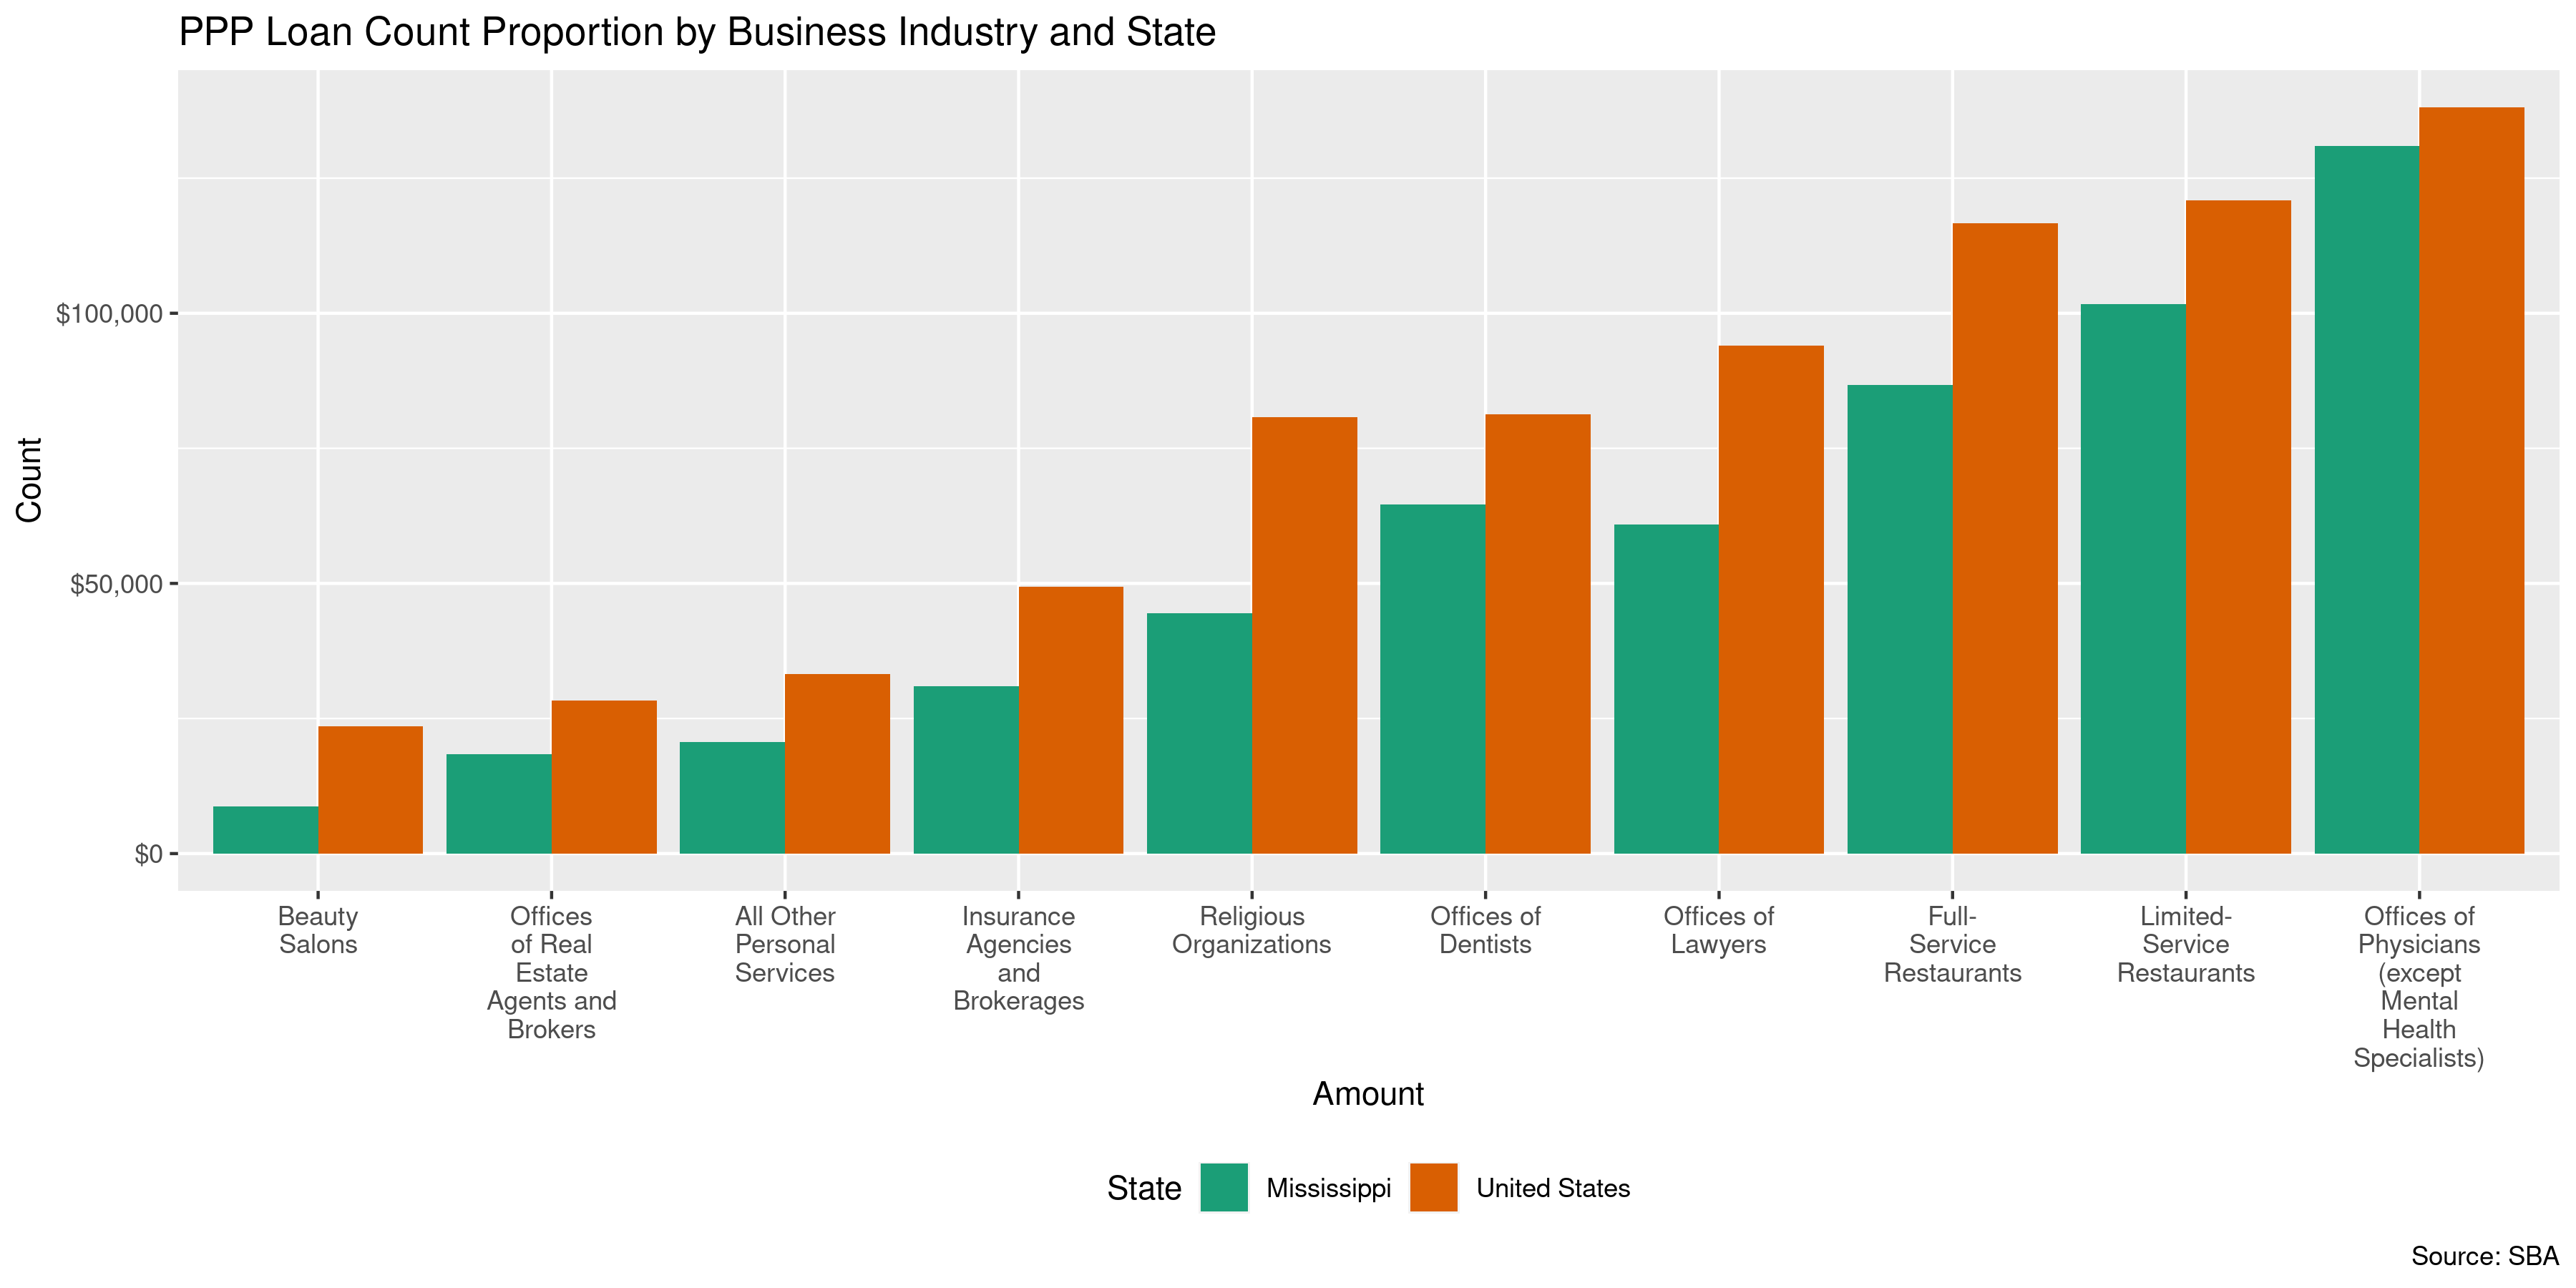 PPP Loan Count Proportion by Business Industry and State
Count
$100,000
$50,000
$0
Beauty
Salons
Offices
of Real
Estate
Agents and
Brokers
All Other
Personal
Services
Insurance
Agencies
and
Brokerages
Religious
Organizations
Offices of
Dentists
Offices of
Lawyers
Full-
Service
Restaurants
Limited-
Service
Restaurants
Offices of
Physicians
(except
Mental
Health
Specialists)
Amount
State
Mississippi
United States
Source: SBA